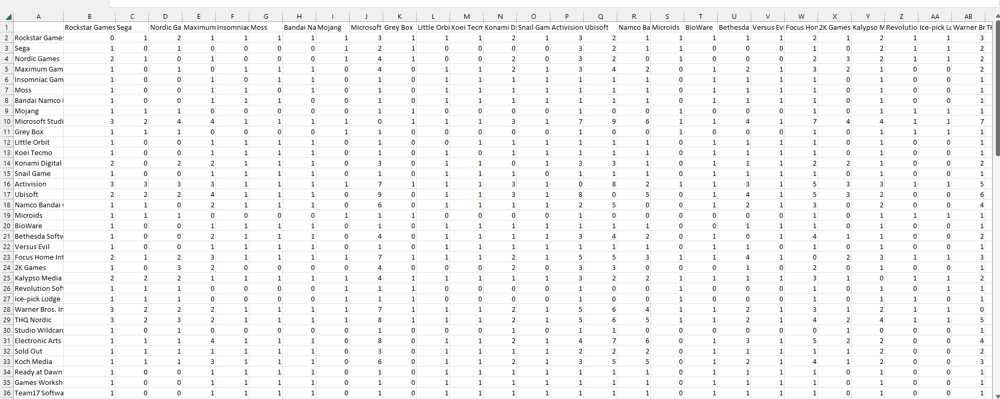 A B C D E F G H I J K L M N O P Q R S T U V W X Y Z AA AB
1 Rockstar Games Sega Nordic Ga Maximum Insomniac Moss Bandai Na Mojang Microsoft Grey Box Little Orbi Koei Tecm Konami Di Snail Gam Activision Ubisoft Namco Ba Microids BioWare Bethesda Versus Evi Focus Hon 2K Games Kalypso M Revolutio Ice-pick Lo Warner Br TH
2 Rockstar Games 0 1 2 1 1 1 1 1 3 1 1 1 2 1 3 2 1 1 1 1 1 2 1 2 1 1 3
3 Sega 1 0 1 0 0 0 0 1 2 1 0 0 0 0 3 2 1 1 0 0 0 1 0 2 1 1 2
4 Nordic Games 2 1 0 1 0 0 0 1 4 1 0 0 2 0 3 2 0 1 0 0 0 2 3 2 1 1 2
5 Maximum Gam 1 0 1 0 1 1 1 0 4 0 1 1 2 1 3 4 2 0 1 2 1 3 2 1 0 0 2
6 Insomniac Gam 1 0 0 1 0 1 1 0 1 0 1 1 1 1 1 1 1 0 1 1 1 1 0 1 0 0 1
7 Moss 1 0 0 1 1 0 1 0 1 0 1 1 1 1 1 1 1 0 1 1 1 1 0 1 0 0 1
8 Bandai Namco 1 0 0 1 1 1 0 0 1 0 1 1 1 1 1 1 1 0 1 1 1 1 0 1 0 0 1
9 Mojang 1 1 1 0 0 0 0 0 1 1 0 0 0 0 1 0 0 1 0 0 0 1 0 1 1 1 1
10 Microsoft Studi 3 2 4 4 1 1 1 1 0 1 1 1 3 1 7 9 6 1 1 4 1 7 4 4 1 1 7
11 Grey Box 1 1 1 0 0 0 0 1 1 0 0 0 0 0 1 0 0 1 0 0 0 1 0 1 1 1 1
12 Little Orbit 1 0 0 1 1 1 1 0 1 0 0 1 1 1 1 1 1 0 1 1 1 1 0 1 0 0 1
13 Koei Tecmo 1 0 0 1 1 1 1 0 1 0 1 0 1 1 1 1 1 0 1 1 1 1 0 1 0 0 1
14 Konami Digital 2 0 2 2 1 1 1 0 3 0 1 1 0 1 3 3 1 0 1 1 1 2 2 1 0 0 2
15 Snail Game 1 0 0 1 1 1 1 0 1 0 1 1 1 0 1 1 1 0 1 1 1 1 0 1 0 0 1
16 Activision 3 3 3 3 1 1 1 1 7 1 1 1 3 1 0 8 2 1 1 3 1 5 3 3 1 1 5
17 Ubisoft 2 2 2 4 1 1 1 0 9 0 1 1 3 1 8 0 5 0 1 4 1 5 3 2 0 0 6
18 Namco Bandai 1 1 0 2 1 1 1 0 6 0 1 1 1 1 2 5 0 0 1 2 1 3 0 2 0 0 4
19 Microids 1 1 1 0 0 0 0 1 1 1 0 0 0 0 1 0 0 0 0 0 0 1 0 1 1 1 1
20 BioWare 1 0 0 1 1 1 1 0 1 0 1 1 1 1 1 1 1 0 0 1 1 1 0 1 0 0 1
21 Bethesda Softw 1 0 0 2 1 1 1 0 4 0 1 1 1 1 3 4 2 0 1 0 1 4 1 1 0 0 2
22 Versus Evil 1 0 0 1 1 1 1 0 1 0 1 1 1 1 1 1 1 0 1 1 0 1 0 1 0 0 1
23 Focus Home Int 2 1 2 3 1 1 1 1 7 1 1 1 2 1 5 5 3 1 1 4 1 0 2 3 1 1 3
24 2K Games 1 0 3 2 0 0 0 0 4 0 0 0 2 0 3 3 0 0 0 1 0 2 0 1 0 0 1
25 Kalypso Media 2 2 2 1 1 1 1 1 4 1 1 1 1 1 3 2 2 1 1 1 1 3 1 0 1 1 2
26 Revolution Soft 1 1 1 0 0 0 0 1 1 1 0 0 0 0 1 0 0 1 0 0 0 1 0 1 0 1 1
27 Ice-pick Lodge 1 1 1 0 0 0 0 1 1 1 0 0 0 0 1 0 0 1 0 0 0 1 0 1 1 0 1
28 Warner Bros. In 3 2 2 2 1 1 1 1 7 1 1 1 2 1 5 6 4 1 1 2 1 3 1 2 1 1 0
29 THQ Nordic 3 2 3 2 1 1 1 1 8 1 1 1 2 1 5 6 5 1 1 2 1 4 2 4 1 1 5
30 Studio Wildcard 1 0 1 0 0 0 0 0 1 0 0 0 1 0 1 1 0 0 0 0 0 0 1 0 0 0 1
31 Electronic Arts 1 1 1 4 1 1 1 0 8 0 1 1 2 1 4 7 6 0 1 3 1 5 2 2 0 0 4
32 Sold Out 1 1 1 1 1 1 1 0 3 0 1 1 1 1 2 2 2 0 1 1 1 1 1 2 0 0 2
33 Koch Media 1 1 1 3 1 1 1 0 6 0 1 1 2 1 3 5 5 0 1 2 1 4 1 2 0 0 3
34 Ready at Dawn 1 0 0 1 1 1 1 0 1 0 1 1 1 1 1 1 1 0 1 1 1 1 0 1 0 0 1
35 Games Worksh 1 0 0 1 1 1 1 0 1 0 1 1 1 1 1 1 1 0 1 1 1 1 0 1 0 0 1
36 Team17 Softwa 1 0 0 1 1 1 1 0 1 0 1 1 1 1 1 1 1 0 1 1 1 1 0 1 0 0 1